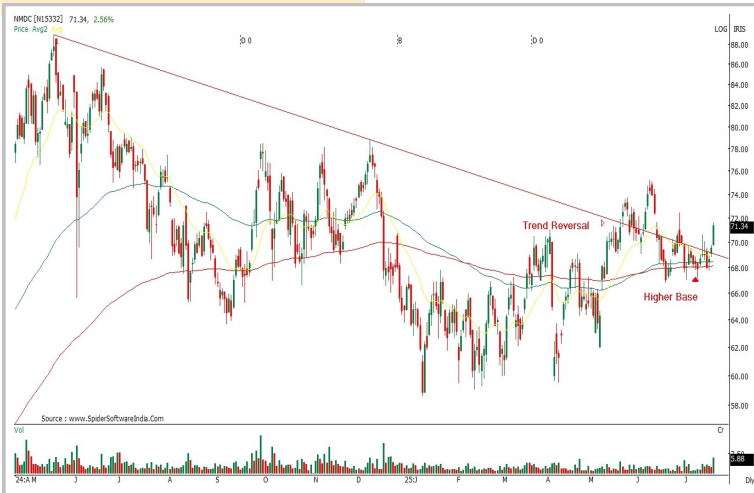 NMDC [N15332] 71.34, 2.56%
Price Avg2 Avg
D 0
B
D 0
LOG IRIS
88.00
86.00
84.00
82.00
80.00
78.00
76.00
74.00
72.00
71.34
70.00
68.00
66.00
64.00
62.00
60.00
58.00
Trend Reversal
Higher Base
Source : www.SpiderSoftwareIndia.Com
Vol
Cr
5.88
24:A M J J A S O N D 25:J F M A M J J